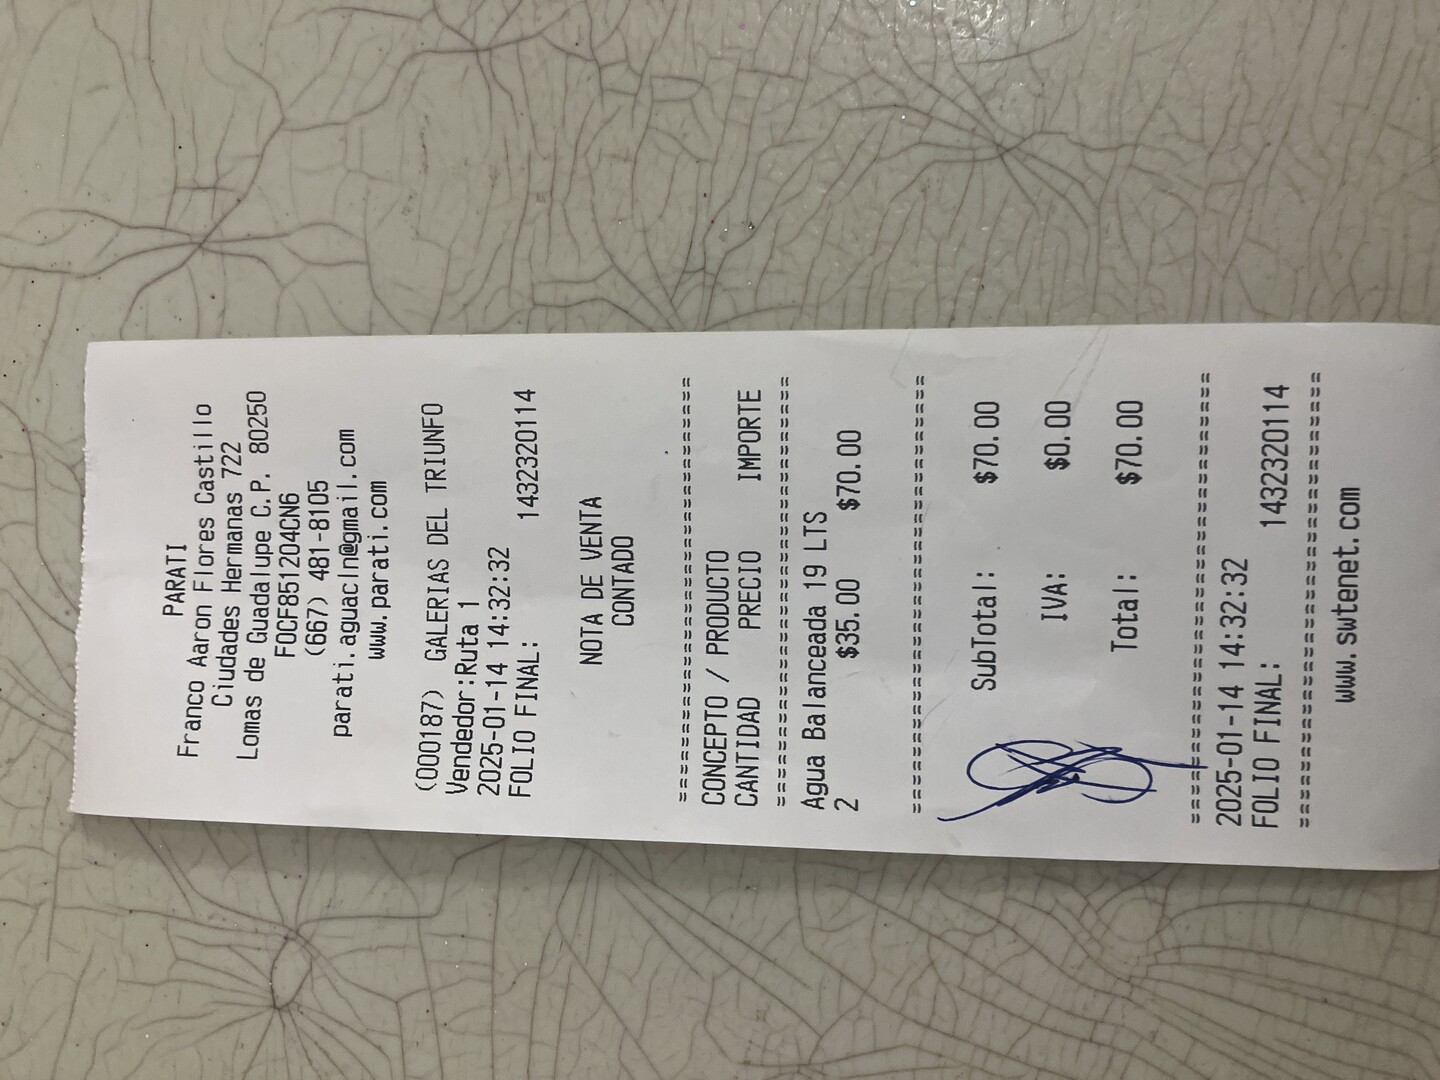 PARATI
Franco Aaron Flores Castillo
Ciudades Hermanas 722
Lomas de Guadalupe C.P. 80250
FOCF851204CN6
(667) 481-8105
parati.aguacln@gmail.com
www.parati.com
(000187) GALERIAS DEL TRIUNFO
Vendedor:Ruta 1
2025-01-14 14:32:32
FOLIO FINAL: 1432320114
NOTA DE VENTA
CONTADO
==============================
CONCEPTO / PRODUCTO
CANTIDAD PRECIO IMPORTE
==============================
Agua Balanceada 19 LTS
2 $35.00 $70.00
==============================
SubTotal: $70.00
IVA: $0.00
Total: $70.00
==============================
2025-01-14 14:32:32
FOLIO FINAL: 1432320114
==============================
www.swtenet.com